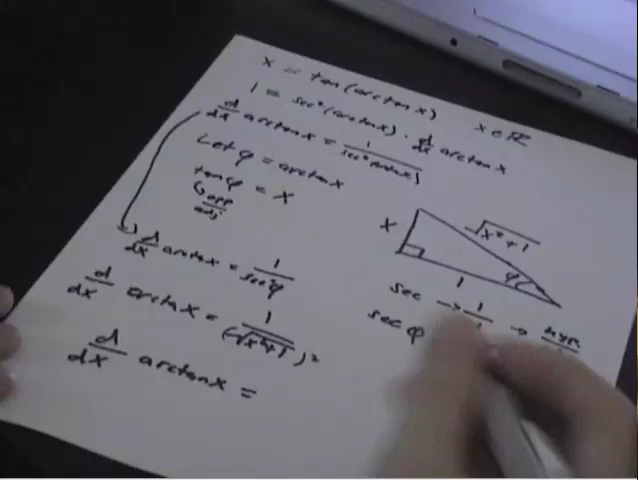 x = tan(arctan x)
1 = sec²(arctan x) · d/dx arctan x
x ∈ ℝ
d/dx arctan x = 1/sec²(arctan x)
Let φ = arctan x
tan φ = x
↳ opp/adj
d/dx arctan x = 1/sec²φ
d/dx arctan x = 1/(√x²+1)²
d/dx arctan x =
x
√x²+1
1
φ
sec → 1/ → hyp/
sec φ